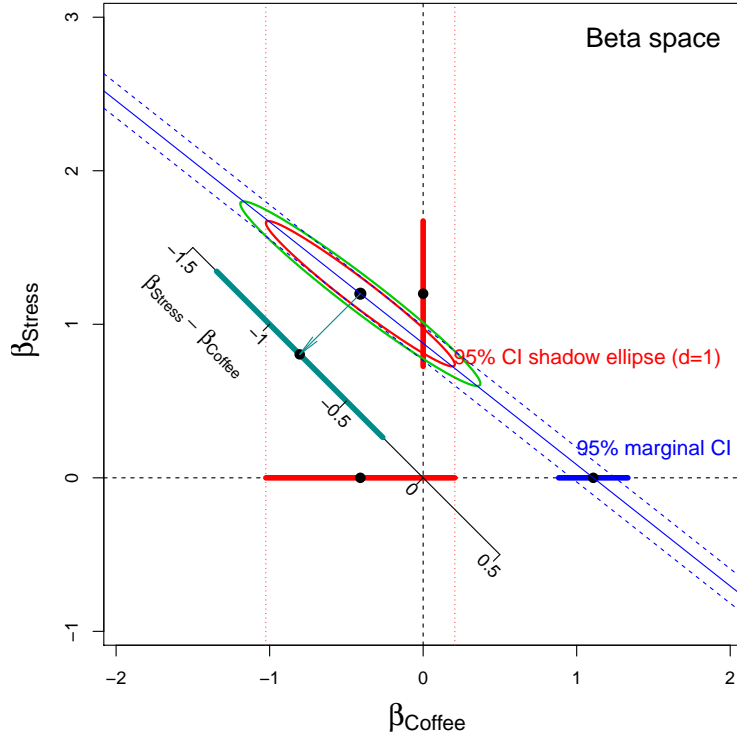 Beta space
3
2
1
0
−1
βStress
−1.5
βStress − βCoffee
−1
−0.5
0
0.5
95% CI shadow ellipse (d=1)
95% marginal CI
−2
−1
0
1
2
βCoffee